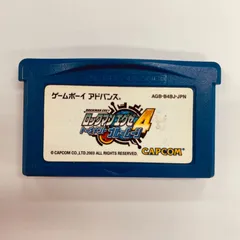 ゲームボーイ アドバンス
AGB-B4BJ-JPN
ロックマンエグゼ4
トーナメント ブルームーン
© CAPCOM CO.,LTD.2003 ALL RIGHTS RESERVED.
CAPCOM